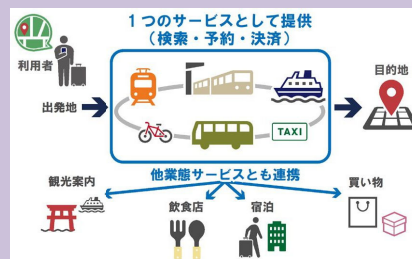 1つのサービスとして提供
（検索・予約・決済）
利用者
出発地
目的地
TAXI
他業態サービスとも連携
観光案内
飲食店
宿泊
買い物